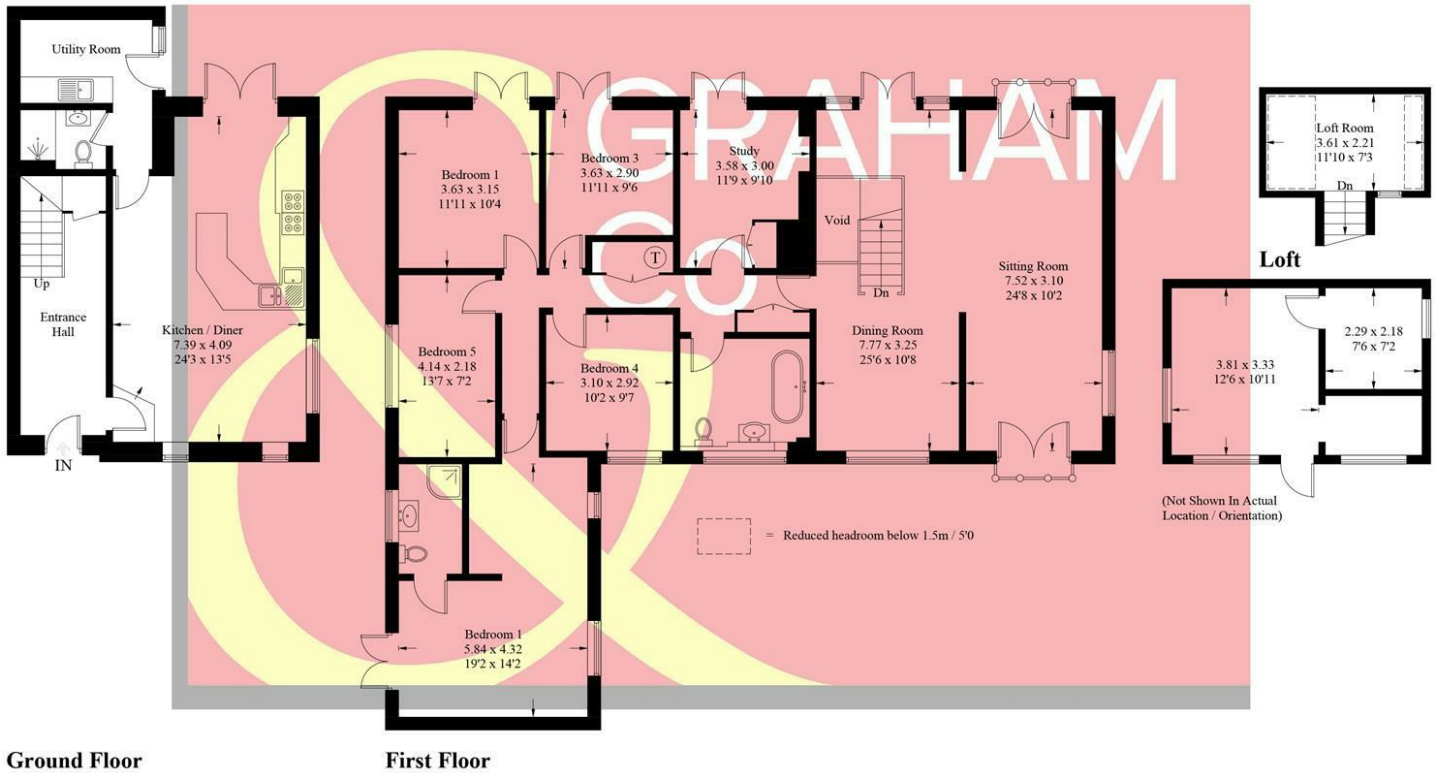 GRAHAM
& Co
Utility Room
Up
Entrance
Hall
IN
Kitchen / Diner
7.39 x 4.09
24'3 x 13'5
Ground Floor
Bedroom 1
3.63 x 3.15
11'11 x 10'4
Bedroom 3
3.63 x 2.90
11'11 x 9'6
Study
3.58 x 3.00
11'9 x 9'10
T
Void
Dn
Sitting Room
7.52 x 3.10
24'8 x 10'2
Dining Room
7.77 x 3.25
25'6 x 10'8
Bedroom 5
4.14 x 2.18
13'7 x 7'2
Bedroom 4
3.10 x 2.92
10'2 x 9'7
Bedroom 1
5.84 x 4.32
19'2 x 14'2
= Reduced headroom below 1.5m / 5'0
First Floor
Loft Room
3.61 x 2.21
11'10 x 7'3
Dn
Loft
3.81 x 3.33
12'6 x 10'11
2.29 x 2.18
7'6 x 7'2
(Not Shown In Actual
Location / Orientation)